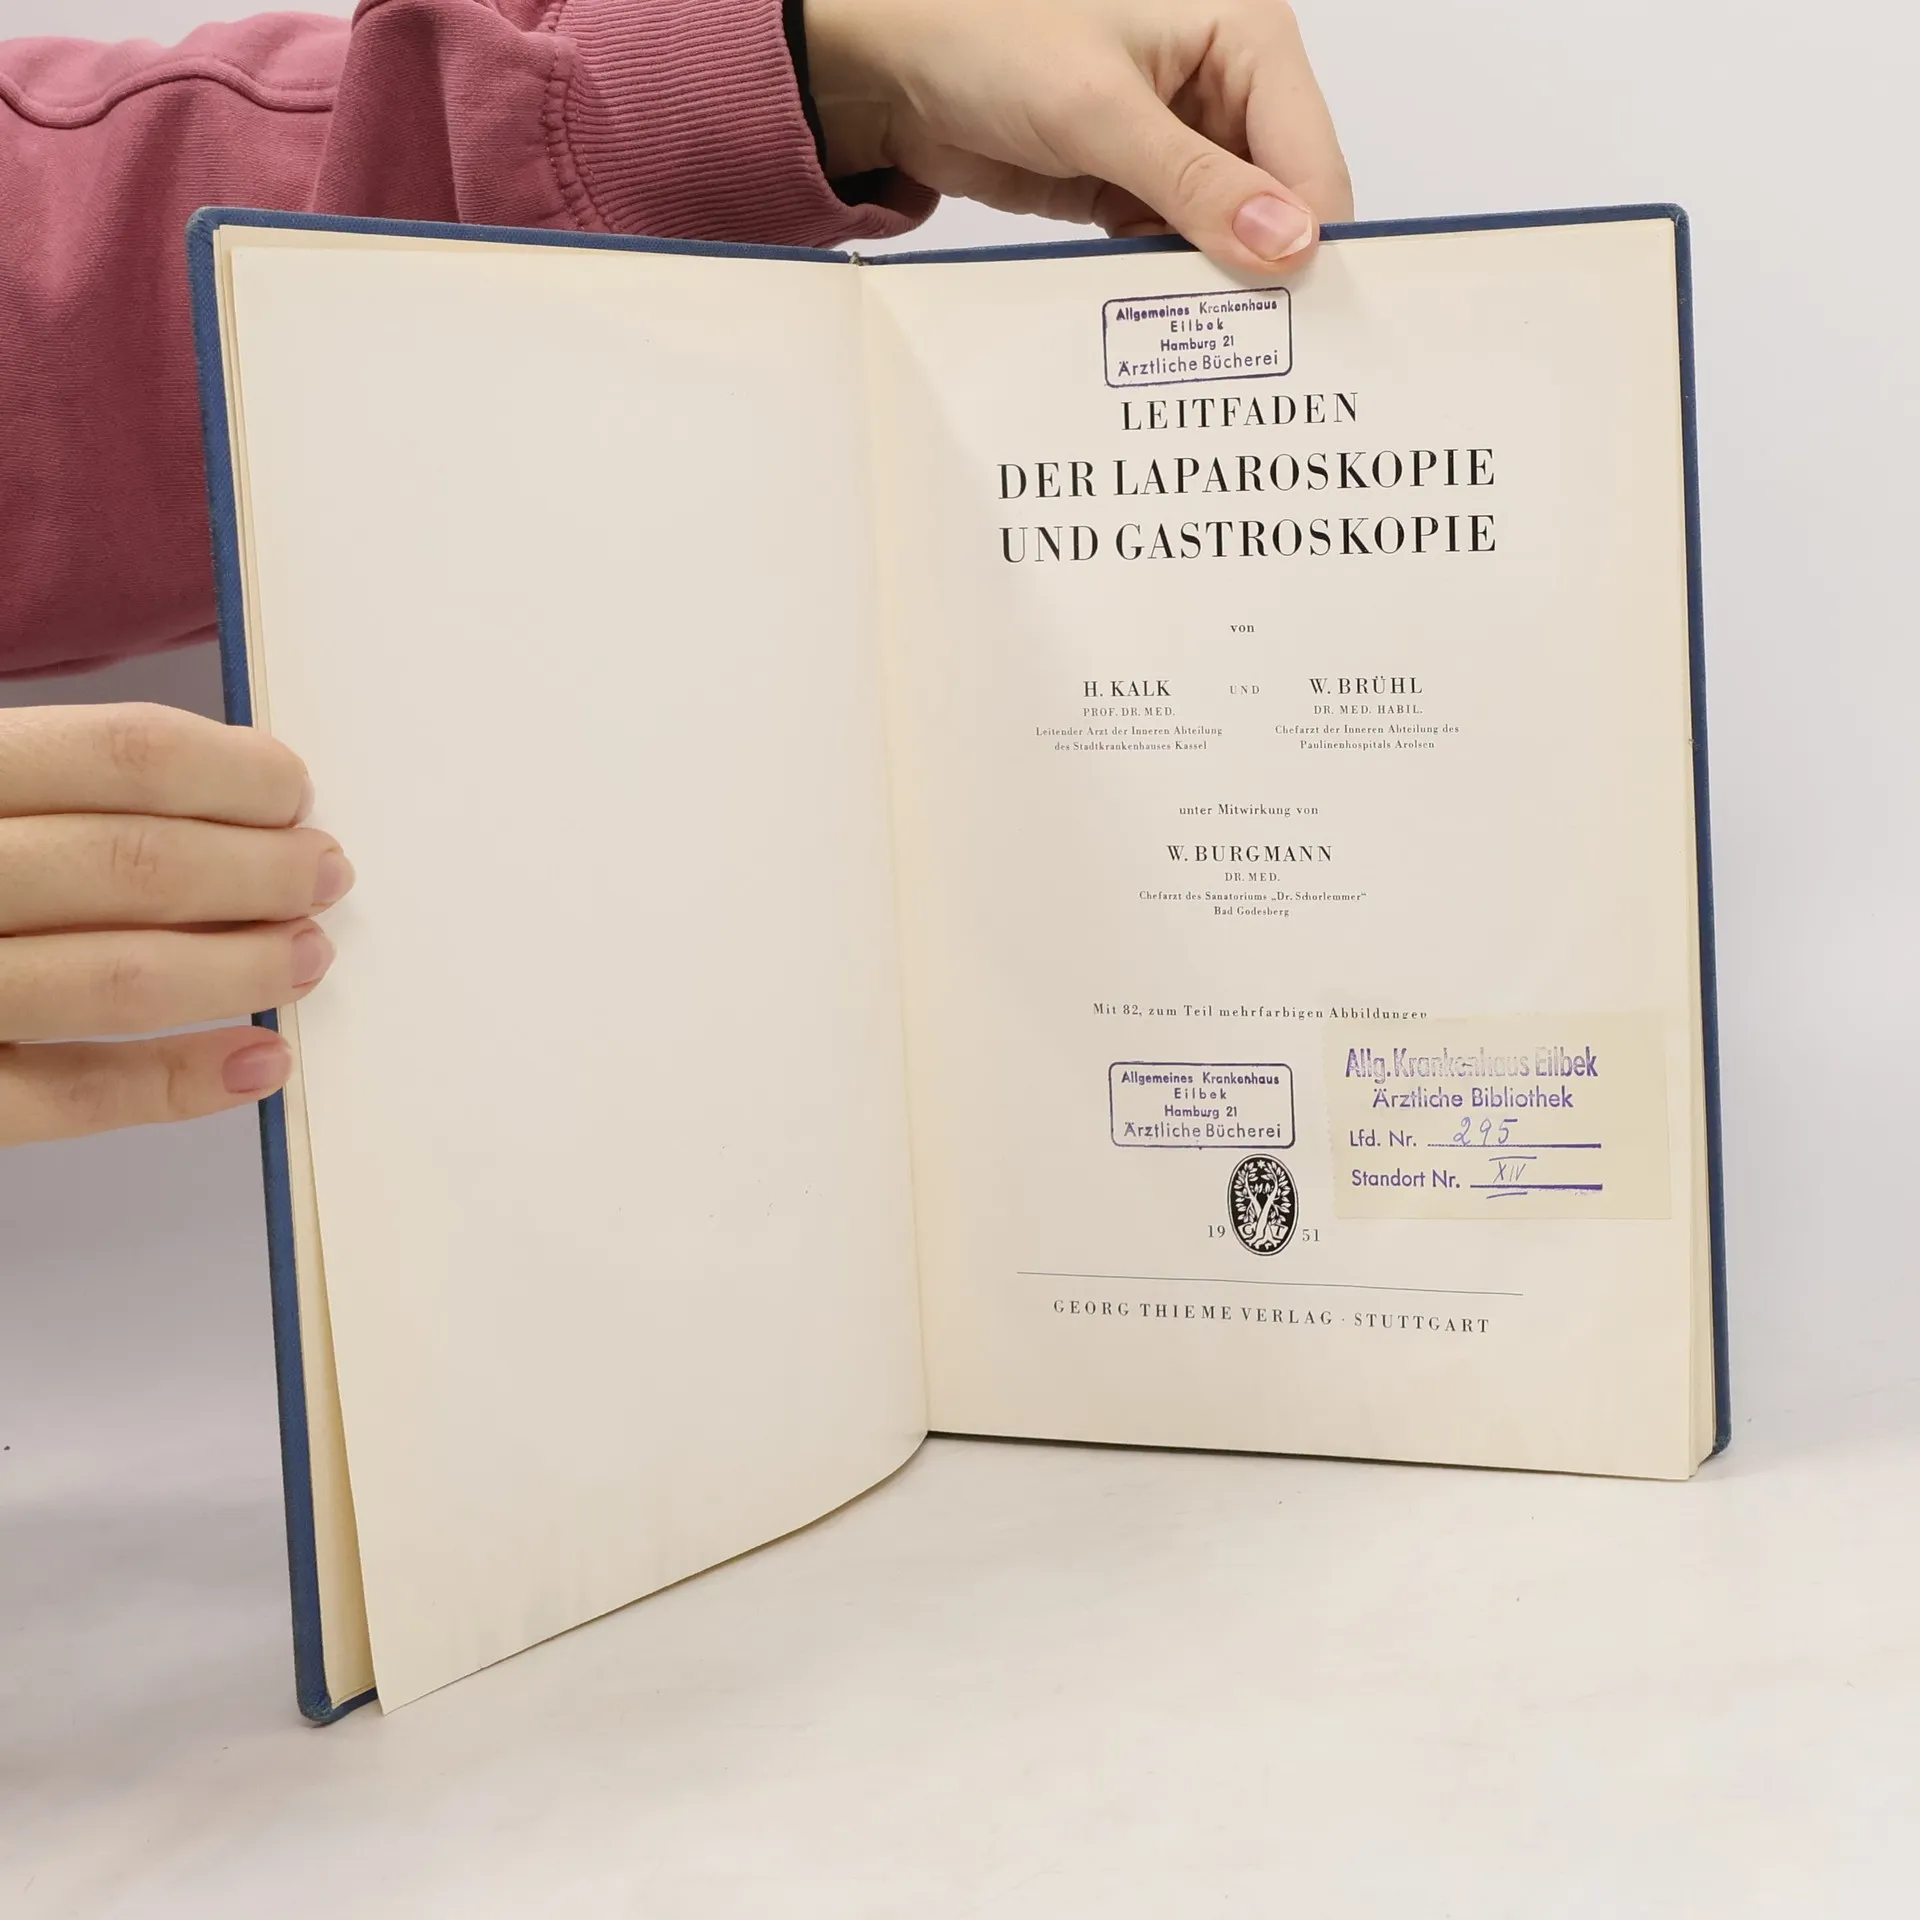 Allgemeines Krankenhaus
Eilbek
Hamburg 21
Ärztliche Bücherei
LEITFADEN
DER LAPAROSKOPIE
UND GASTROSKOPIE
von
H. KALK UND W. BRÜHL
PROF. DR. MED. DR. MED. HABIL.
Leitender Arzt der Inneren Abteilung Chefarzt der Inneren Abteilung des
des Stadtkrankenhauses Kassel Paulinenhospitals Arolsen
unter Mitwirkung von
W. BURGMANN
DR. MED.
Chefarzt des Sanatoriums „Dr. Schorlemmer“
Bad Godesberg
Mit 82, zum Teil mehrfarbigen Abbildungen
Allgemeines Krankenhaus
Eilbek
Hamburg 21
Ärztliche Bücherei
Allg. Krankenhaus Eilbek
Ärztliche Bibliothek
Lfd. Nr. 295
Standort Nr. XIV
19 G T 51
GEORG THIEME VERLAG · STUTTGART